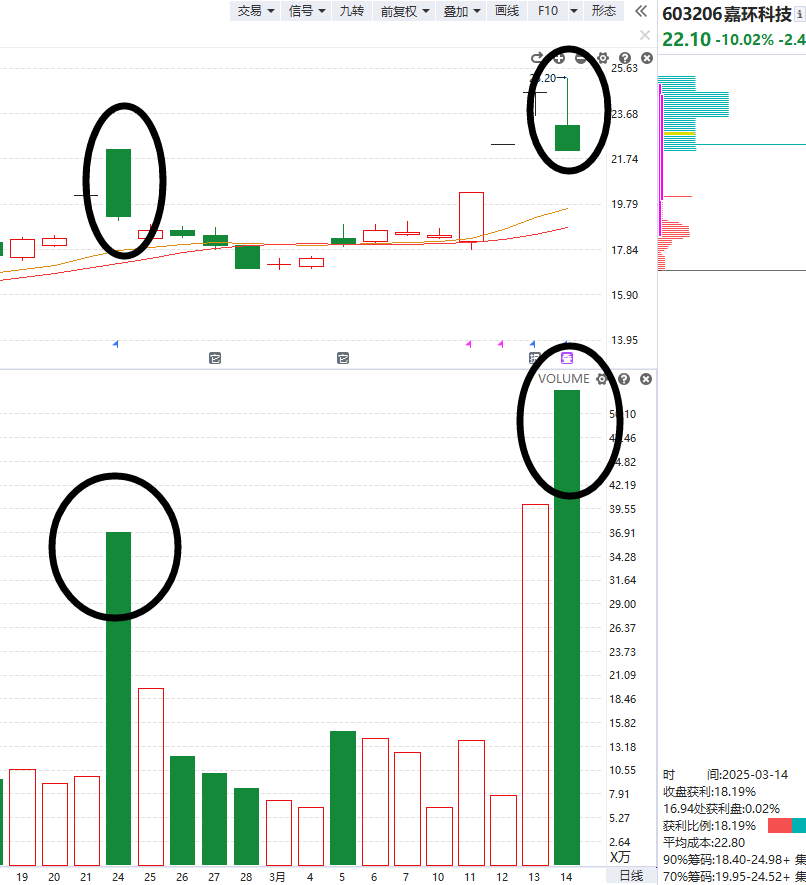 交易 信号 九转 前复权 叠加 画线 F10 形态
603206嘉环科技
22.10 -10.02% -2.4
25.63
23.68
21.74
19.79
17.84
15.90
13.95
VOLUME
42.19
39.55
36.91
34.28
31.64
29.00
26.37
23.73
21.09
18.46
15.82
13.18
10.55
7.91
5.27
2.64
X万
19 20 21 24 25 26 27 28 3月 4 5 6 7 10 11 12 13 14 日线
时 间:2025-03-14
收盘获利:18.19%
16.94处获利盘:0.02%
获利比例:18.19%
平均成本:22.80
90%筹码:18.40-24.98+ 集
70%筹码:19.95-24.52+ 集